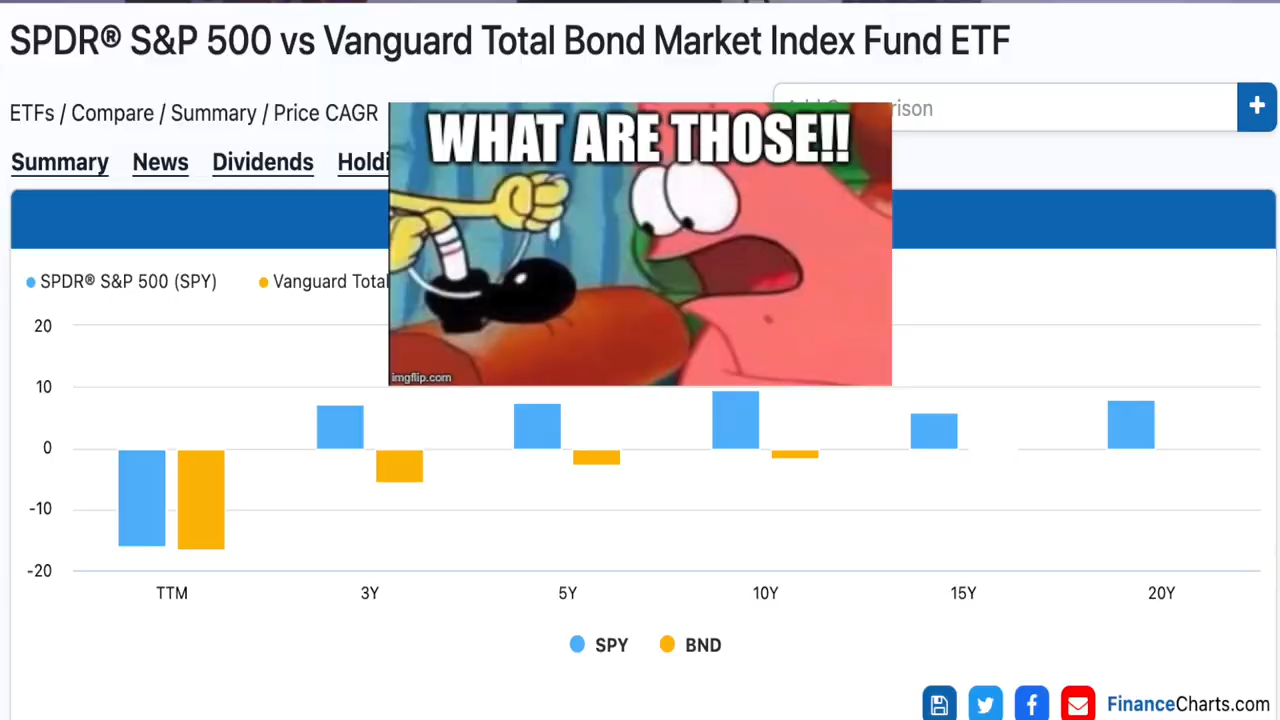 SPDR® S&P 500 vs Vanguard Total Bond Market Index Fund ETF
ETFs / Compare / Summary / Price CAGR
+
Summary News Dividends
WHAT ARE THOSE!!
imgflip.com
SPDR® S&P 500 (SPY) Vanguard Total
20
10
0
-10
-20
TTM 3Y 5Y 10Y 15Y 20Y
SPY BND
FinanceCharts.com